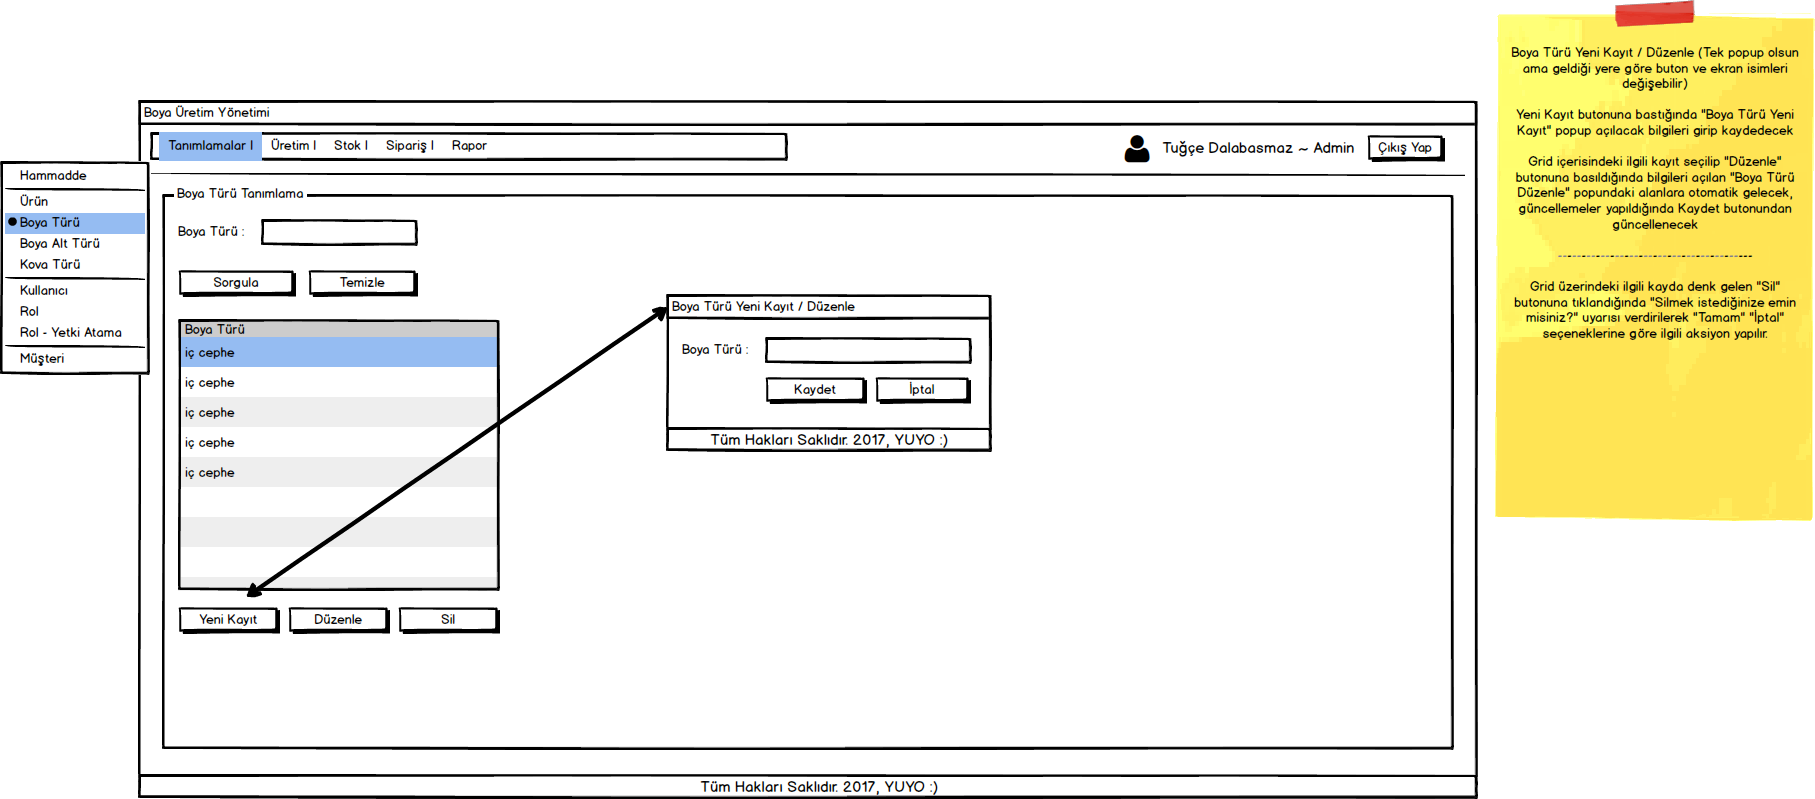 Boya Üretim Yönetimi
Tanımlamalar |
Üretim |
Stok |
Sipariş |
Rapor
Tuğçe Dalabasmaz ~ Admin
Çıkış Yap
Hammadde
Ürün
Boya Türü
Boya Alt Türü
Kova Türü
Kullanıcı
Rol
Rol - Yetki Atama
Müşteri
Boya Türü Tanımlama
Boya Türü :
Sorgula
Temizle
Boya Türü
iç cephe
iç cephe
iç cephe
iç cephe
iç cephe
Yeni Kayıt
Düzenle
Sil
Boya Türü Yeni Kayıt / Düzenle
Boya Türü :
Kaydet
İptal
Tüm Hakları Saklıdır. 2017, YUYO :)
Tüm Hakları Saklıdır. 2017, YUYO :)
Boya Türü Yeni Kayıt / Düzenle (Tek popup olsun
ama geldiği yere göre buton ve ekran isimleri
değişebilir)
Yeni Kayıt butonuna bastığında "Boya Türü Yeni
Kayıt" popup açılacak bilgileri girip kaydedecek
Grid içerisindeki ilgili kayıt seçilip "Düzenle"
butonuna basıldığında bilgileri açılan "Boya Türü
Düzenle" popundaki alanlara otomatik gelecek,
güncellemeler yapıldığında Kaydet butonundan
güncellenecek
--------------------------------------
Grid üzerindeki ilgili kayda denk gelen "Sil"
butonuna tıklandığında "Silmek istediğinize emin
misiniz?" uyarısı verdirilerek "Tamam" "İptal"
seçeneklerine göre ilgili aksiyon yapılır.